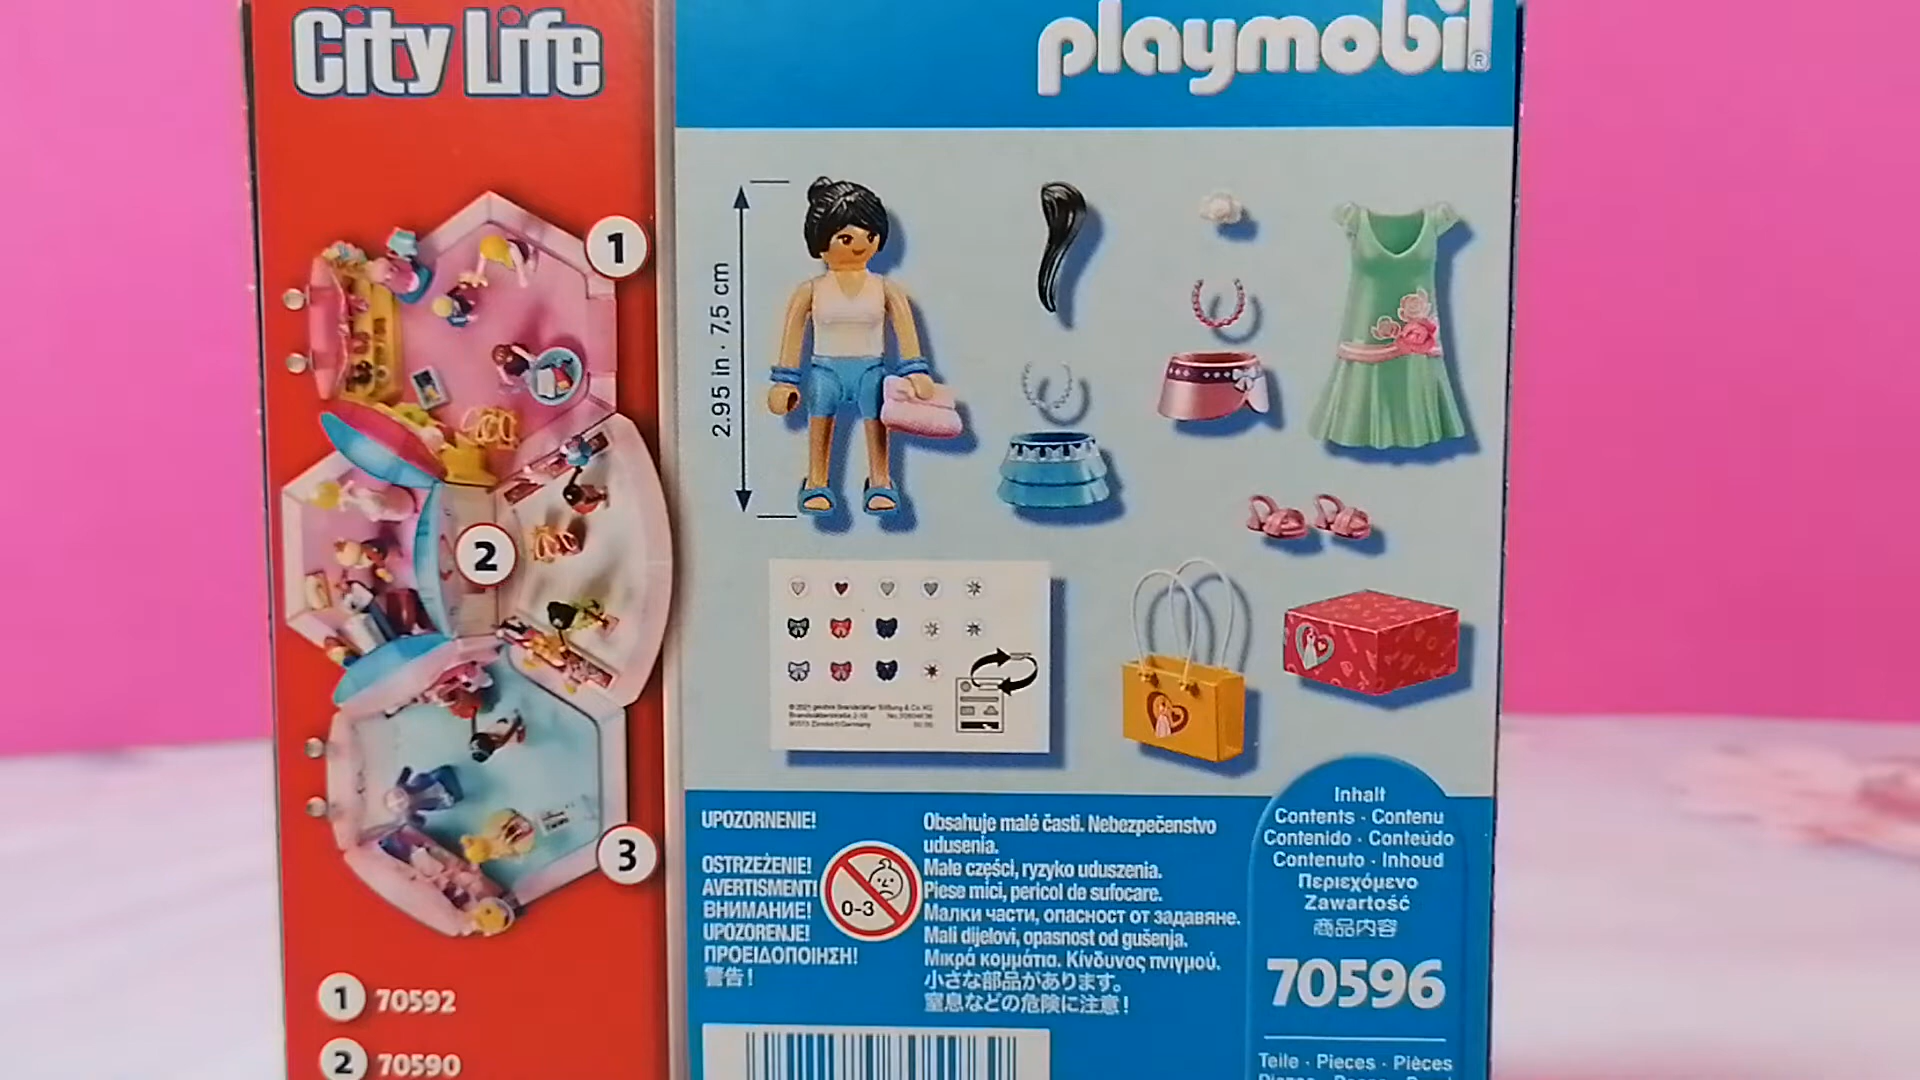 City Life
playmobil®
1
2
3
1 70592
2 70590
2.95 in · 7,5 cm
UPOZORNENIE!
OSTRZEŻENIE!
AVERTISMENT!
ВНИМАНИЕ!
UPOZORENJE!
ΠΡΟΕΙΔΟΠΟΙΗΣΗ!
警告!
0-3
Obsahuje malé časti. Nebezpečenstvo
udusenia.
Małe części, ryzyko uduszenia.
Piese mici, pericol de sufocare.
Малки части, опасност от задавяне.
Mali dijelovi, opasnost od gušenja.
Μικρά κομμάτια. Κίνδυνος πνιγμού.
小さな部品があります。
窒息などの危険に注意!
Inhalt
Contents · Contenu
Contenido · Conteúdo
Contenuto · Inhoud
Περιεχόμενο
Zawartość
商品内容
70596
Teile · Pieces · Pièces